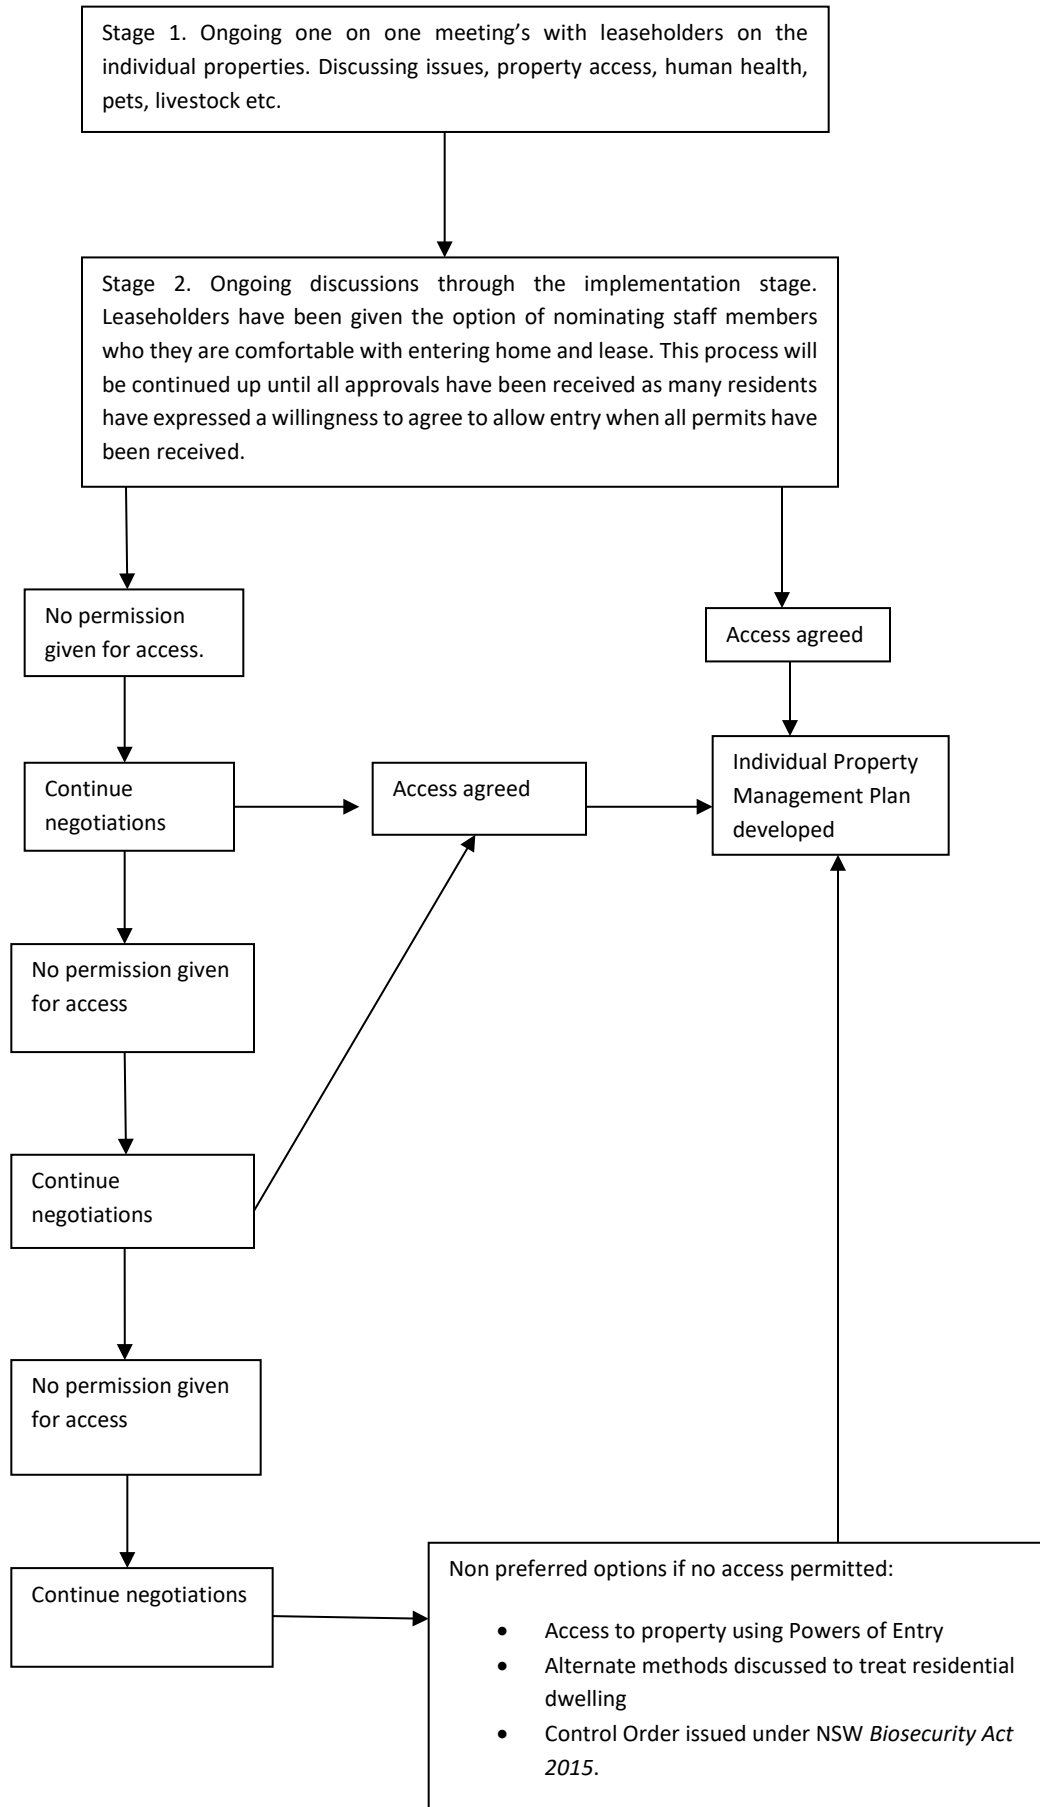 Stage 1. Ongoing one on one meeting’s with leaseholders on the
individual properties. Discussing issues, property access, human health,
pets, livestock etc.
Stage 2. Ongoing discussions through the implementation stage.
Leaseholders have been given the option of nominating staff members
who they are comfortable with entering home and lease. This process will
be continued up until all approvals have been received as many residents
have expressed a willingness to agree to allow entry when all permits have
been received.
No permission
given for access.
Access agreed
Continue
negotiations
Access agreed
Individual Property
Management Plan
developed
No permission given
for access
Continue
negotiations
No permission given
for access
Continue negotiations
Non preferred options if no access permitted:
• Access to property using Powers of Entry
• Alternate methods discussed to treat residential
dwelling
• Control Order issued under NSW Biosecurity Act
2015.